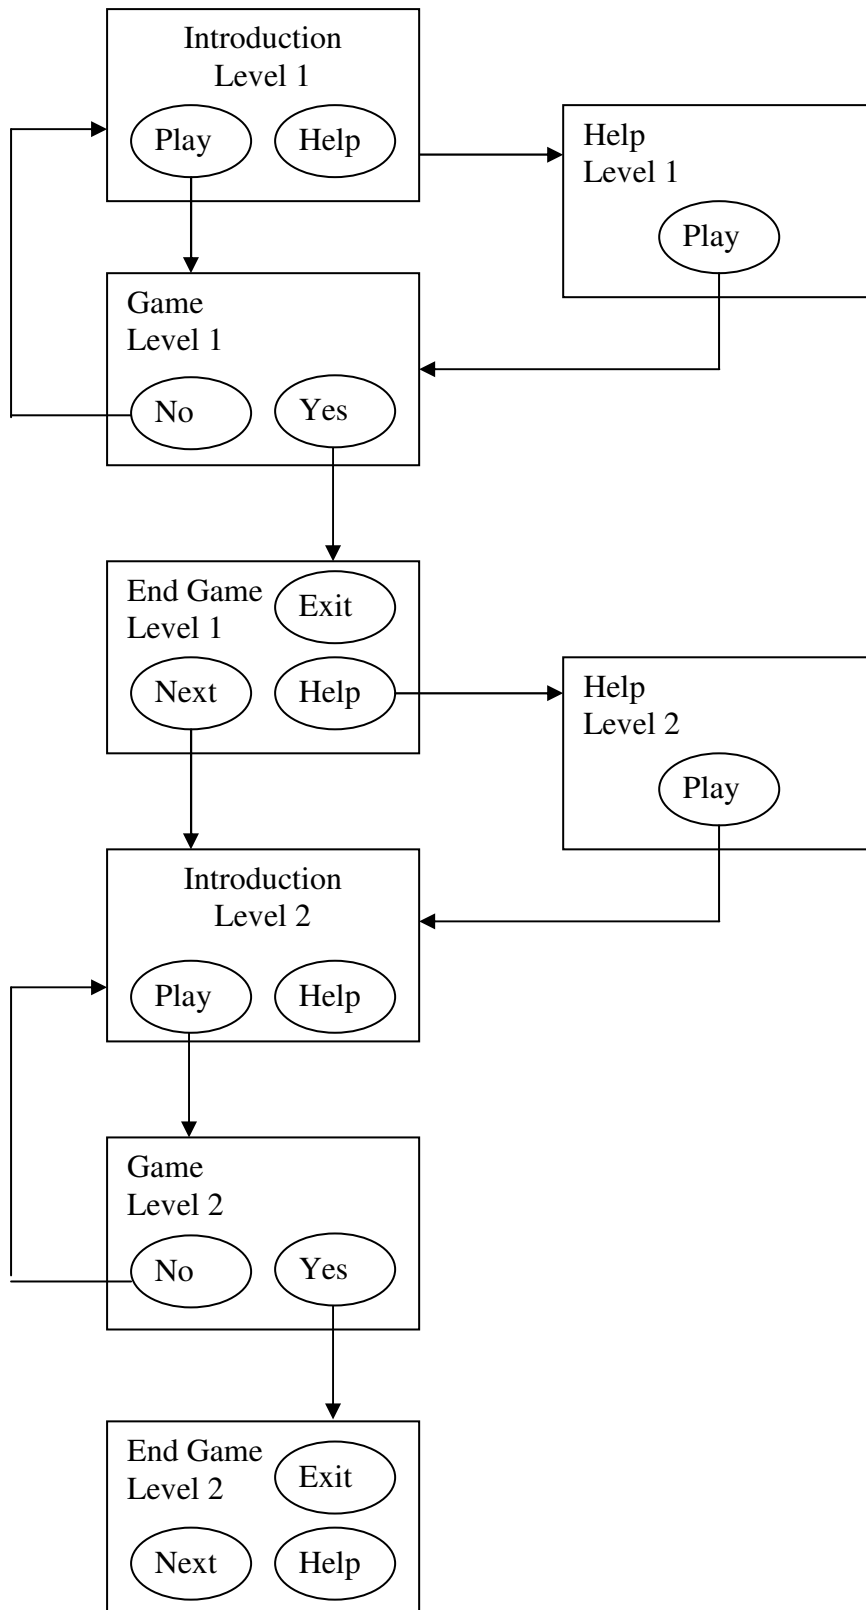 Introduction
Level 1
Play
Help
Help
Level 1
Play
Game
Level 1
No
Yes
End Game
Level 1
Exit
Next
Help
Help
Level 2
Play
Introduction
Level 2
Play
Help
Game
Level 2
No
Yes
End Game
Level 2
Exit
Next
Help